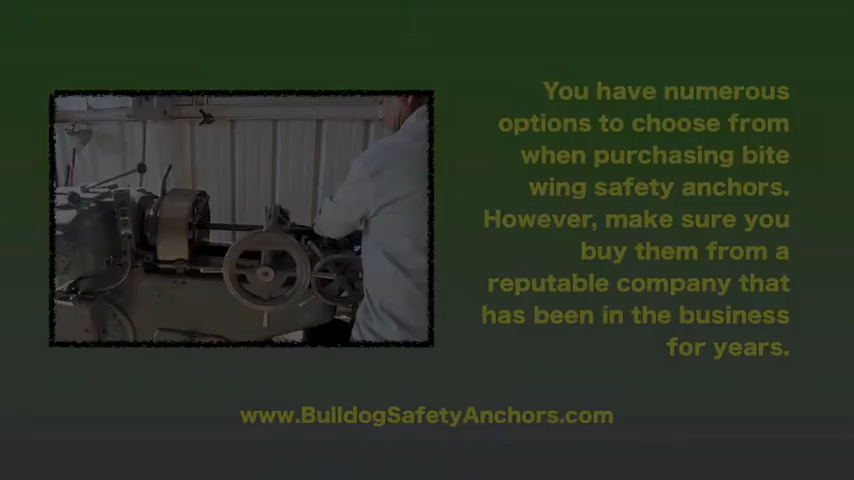 You have numerous
options to choose from
when purchasing bite
wing safety anchors.
However, make sure you
buy them from a
reputable company that
has been in the business
for years.
www.BulldogSafetyAnchors.com